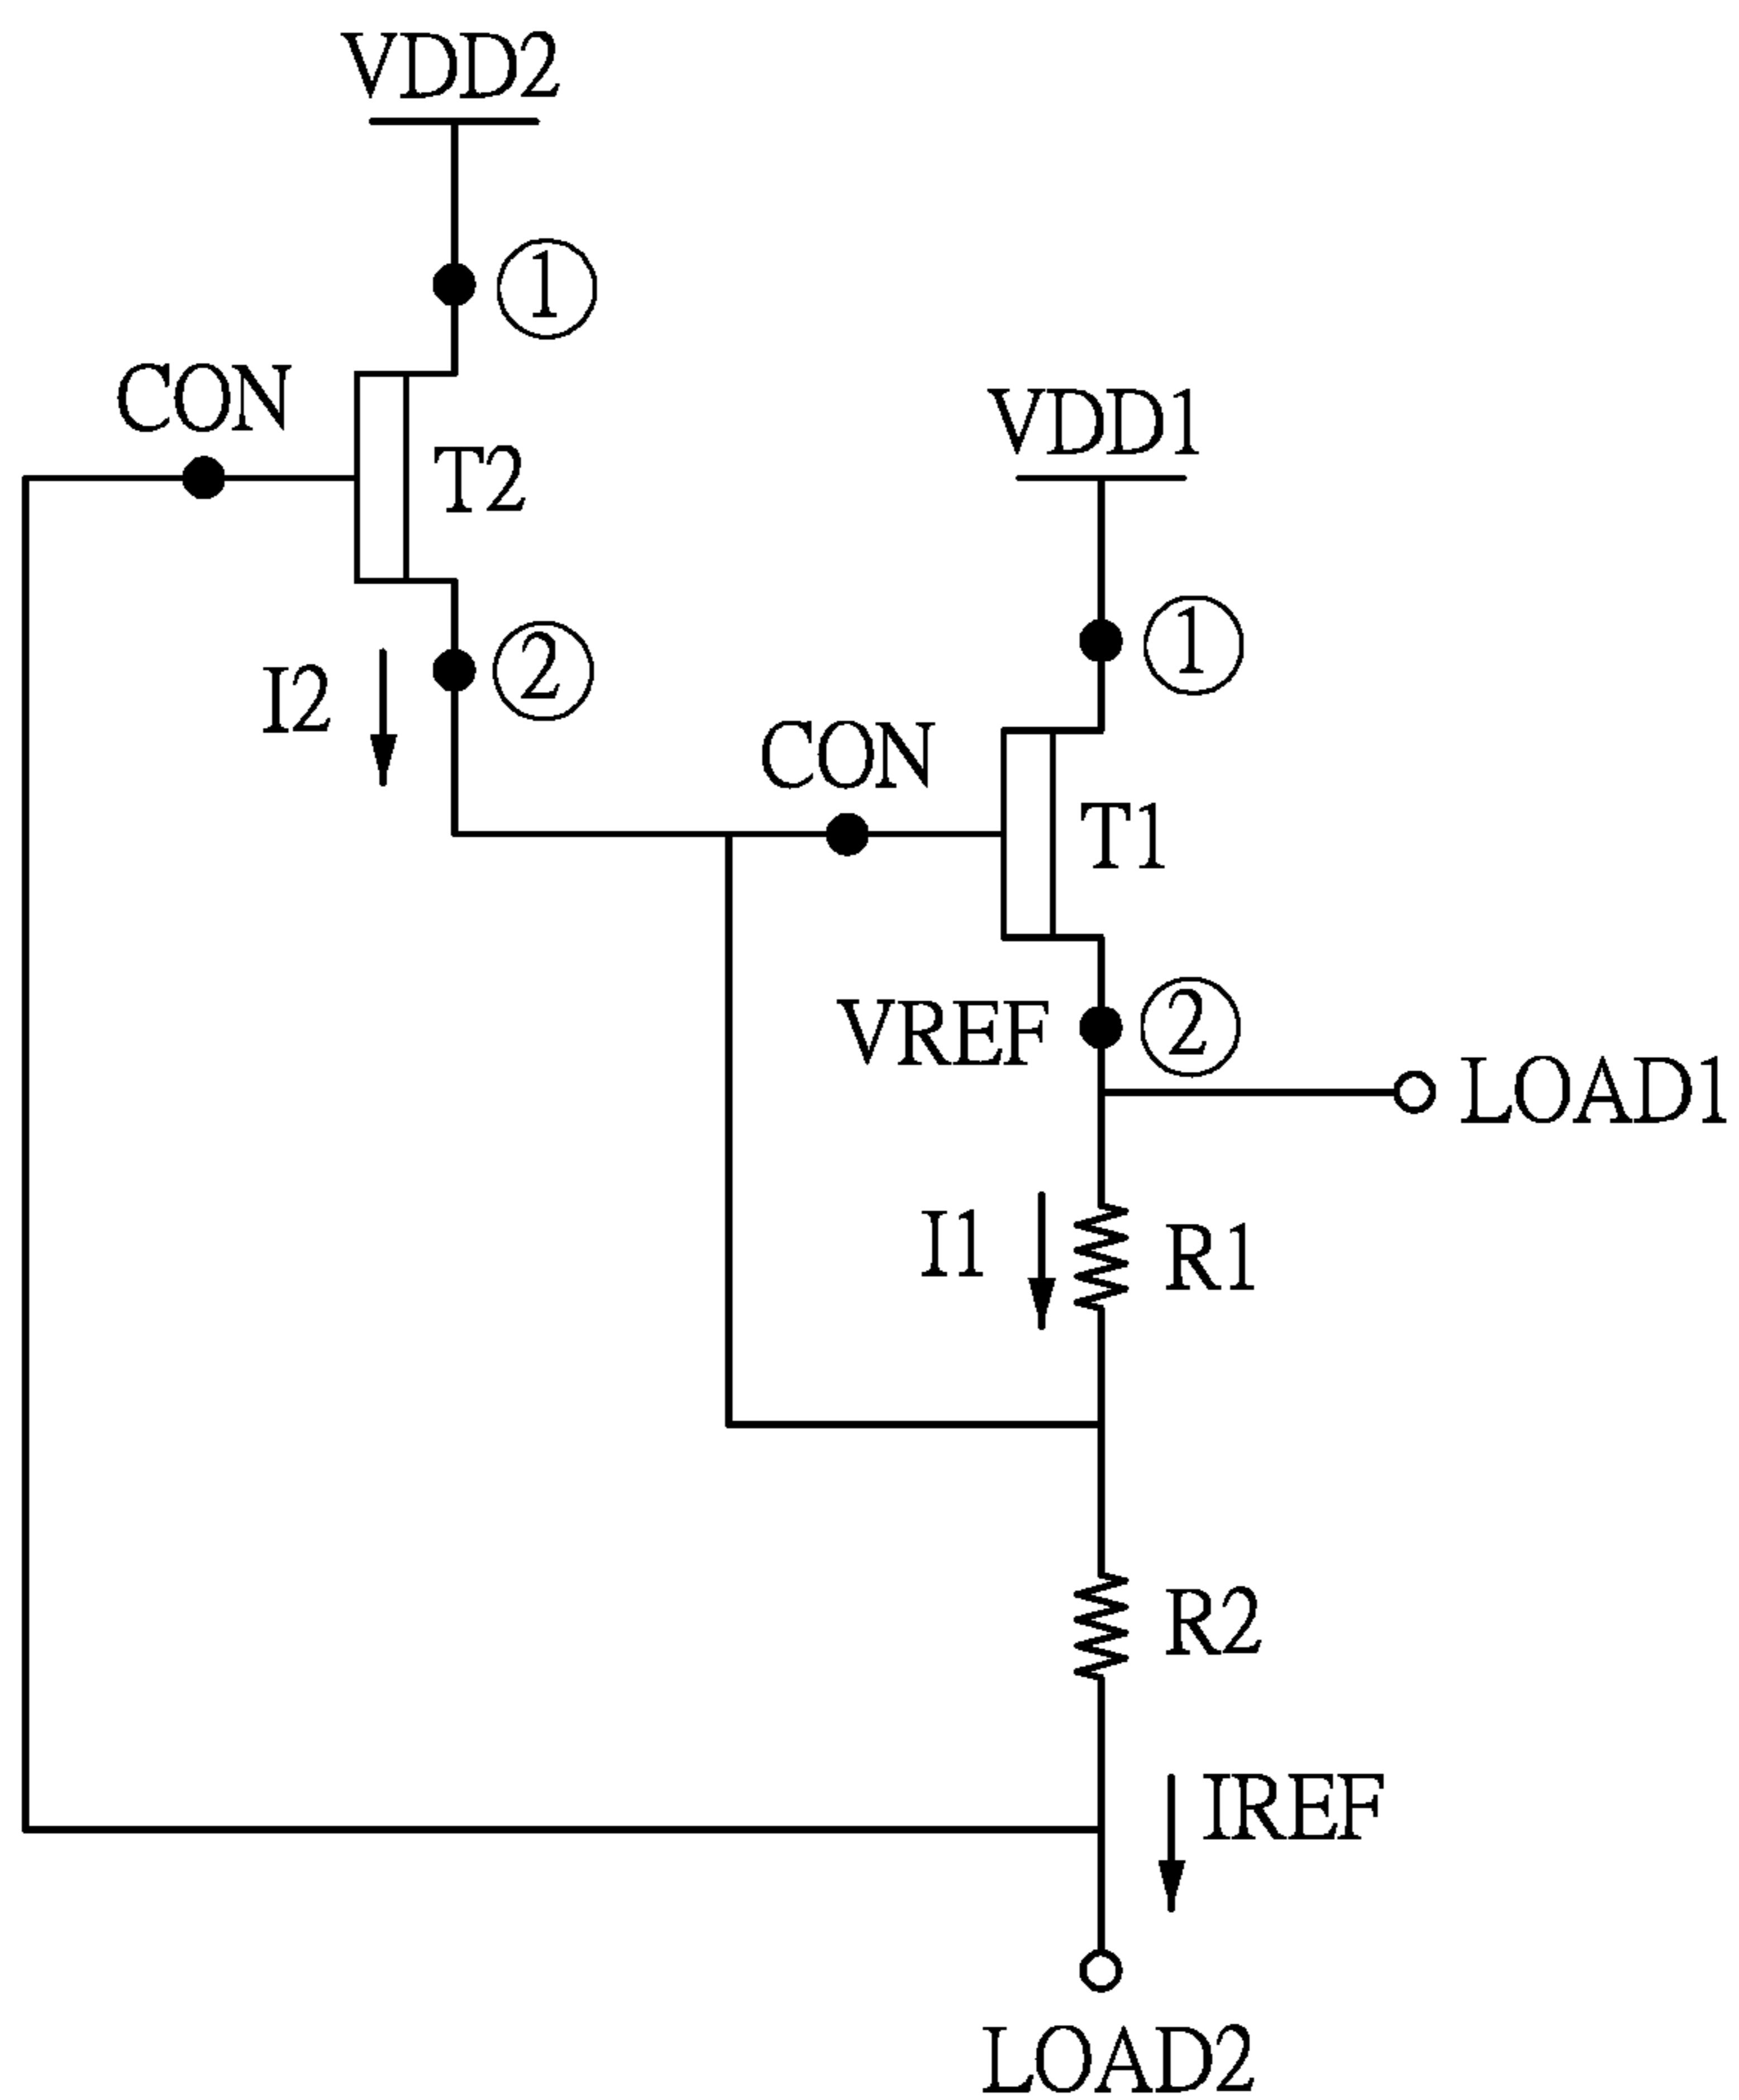 VDD2
①
CON
T2
VDD1
①
②
I2
CON
T1
VREF
②
LOAD1
I1
R1
R2
IREF
LOAD2